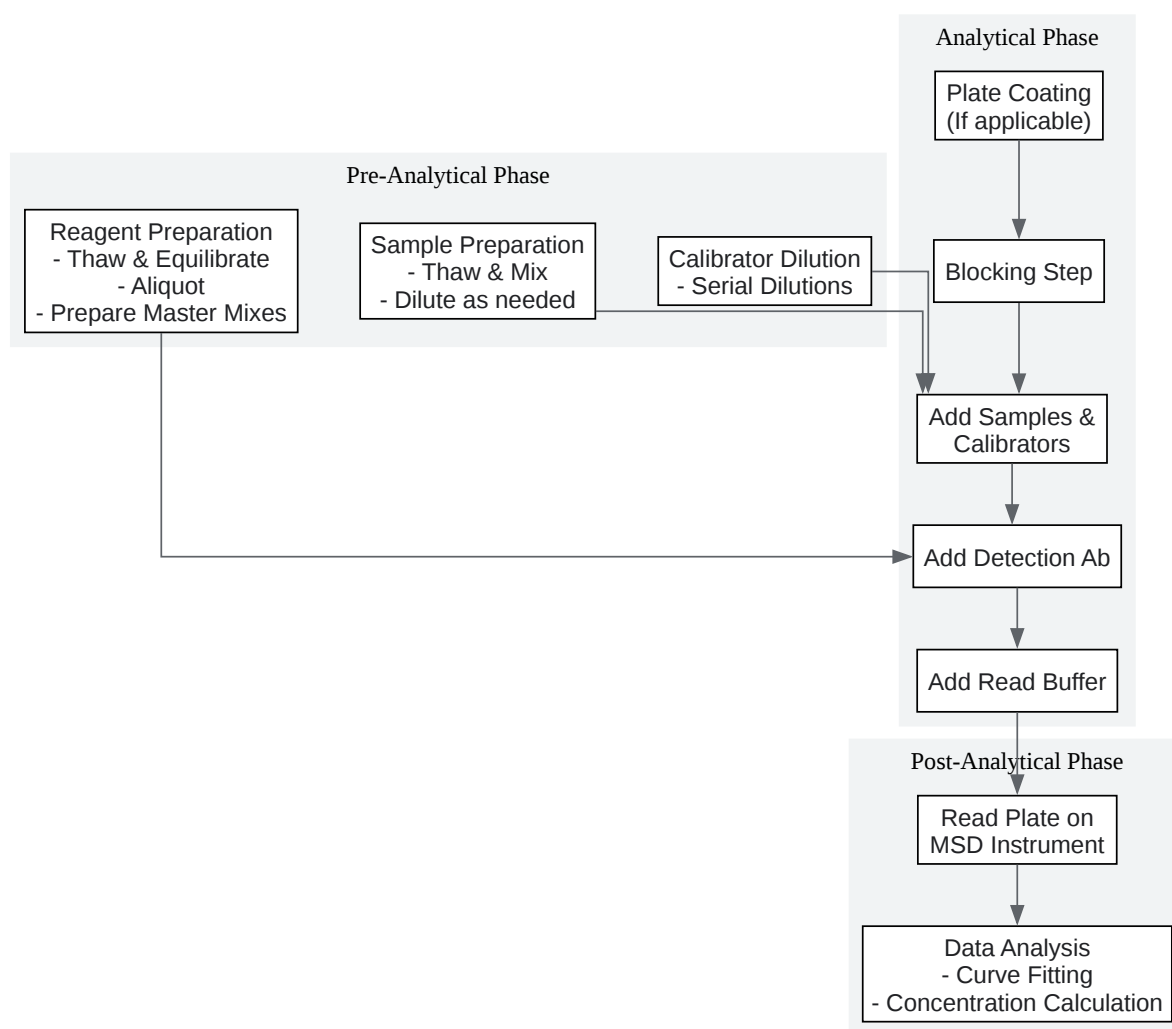 Analytical Phase
Plate Coating
(If applicable)
Pre-Analytical Phase
Reagent Preparation
- Thaw & Equilibrate
- Aliquot
- Prepare Master Mixes
Sample Preparation
- Thaw & Mix
- Dilute as needed
Calibrator Dilution
- Serial Dilutions
Blocking Step
Add Samples &
Calibrators
Add Detection Ab
Add Read Buffer
Post-Analytical Phase
Read Plate on
MSD Instrument
Data Analysis
- Curve Fitting
- Concentration Calculation